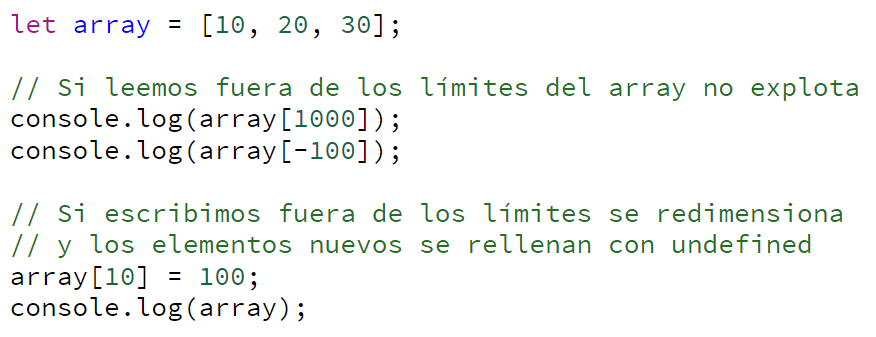 let array = [10, 20, 30];
// Si leemos fuera de los límites del array no explota
console.log(array[1000]);
console.log(array[-100]);
// Si escribimos fuera de los límites se redimensiona
// y los elementos nuevos se rellenan con undefined
array[10] = 100;
console.log(array);